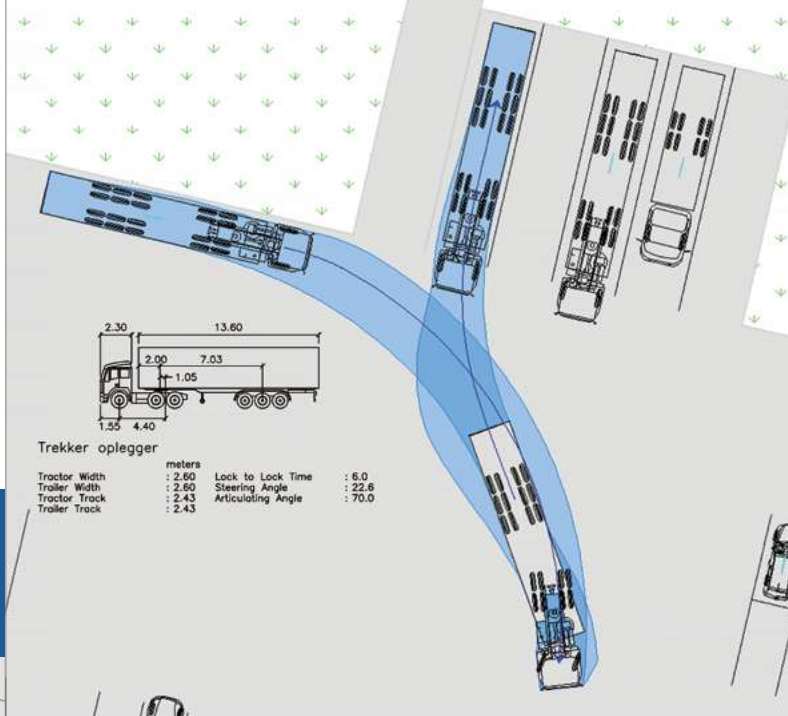 2.30 13.60
2.00 7.03
1.05
1.55 4.40
Trekker oplegger
meters
Tractor Width : 2.60 Lock to Lock Time : 6.0
Trailer Width : 2.60 Steering Angle : 22.6
Tractor Track : 2.43 Articulating Angle : 70.0
Trailer Track : 2.43